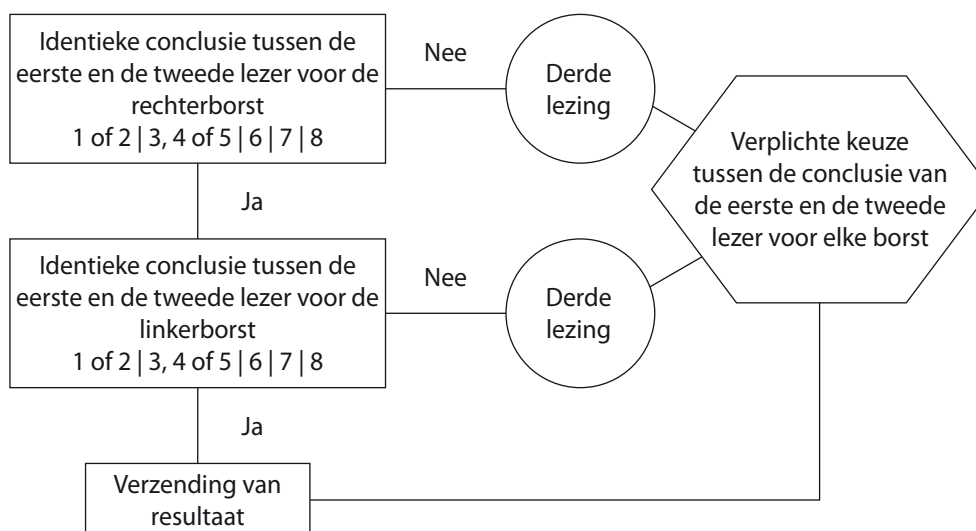 Identieke conclusie tussen de
eerste en de tweede lezer voor de
rechterborst
1 of 2 | 3, 4 of 5 | 6 | 7 | 8
Nee
Derde
lezing
Verplichte keuze
tussen de conclusie van
de eerste en de tweede
lezer voor elke borst
Ja
Identieke conclusie tussen de
eerste en de tweede lezer voor de
linkerborst
1 of 2 | 3, 4 of 5 | 6 | 7 | 8
Nee
Derde
lezing
Ja
Verzending van
resultaat